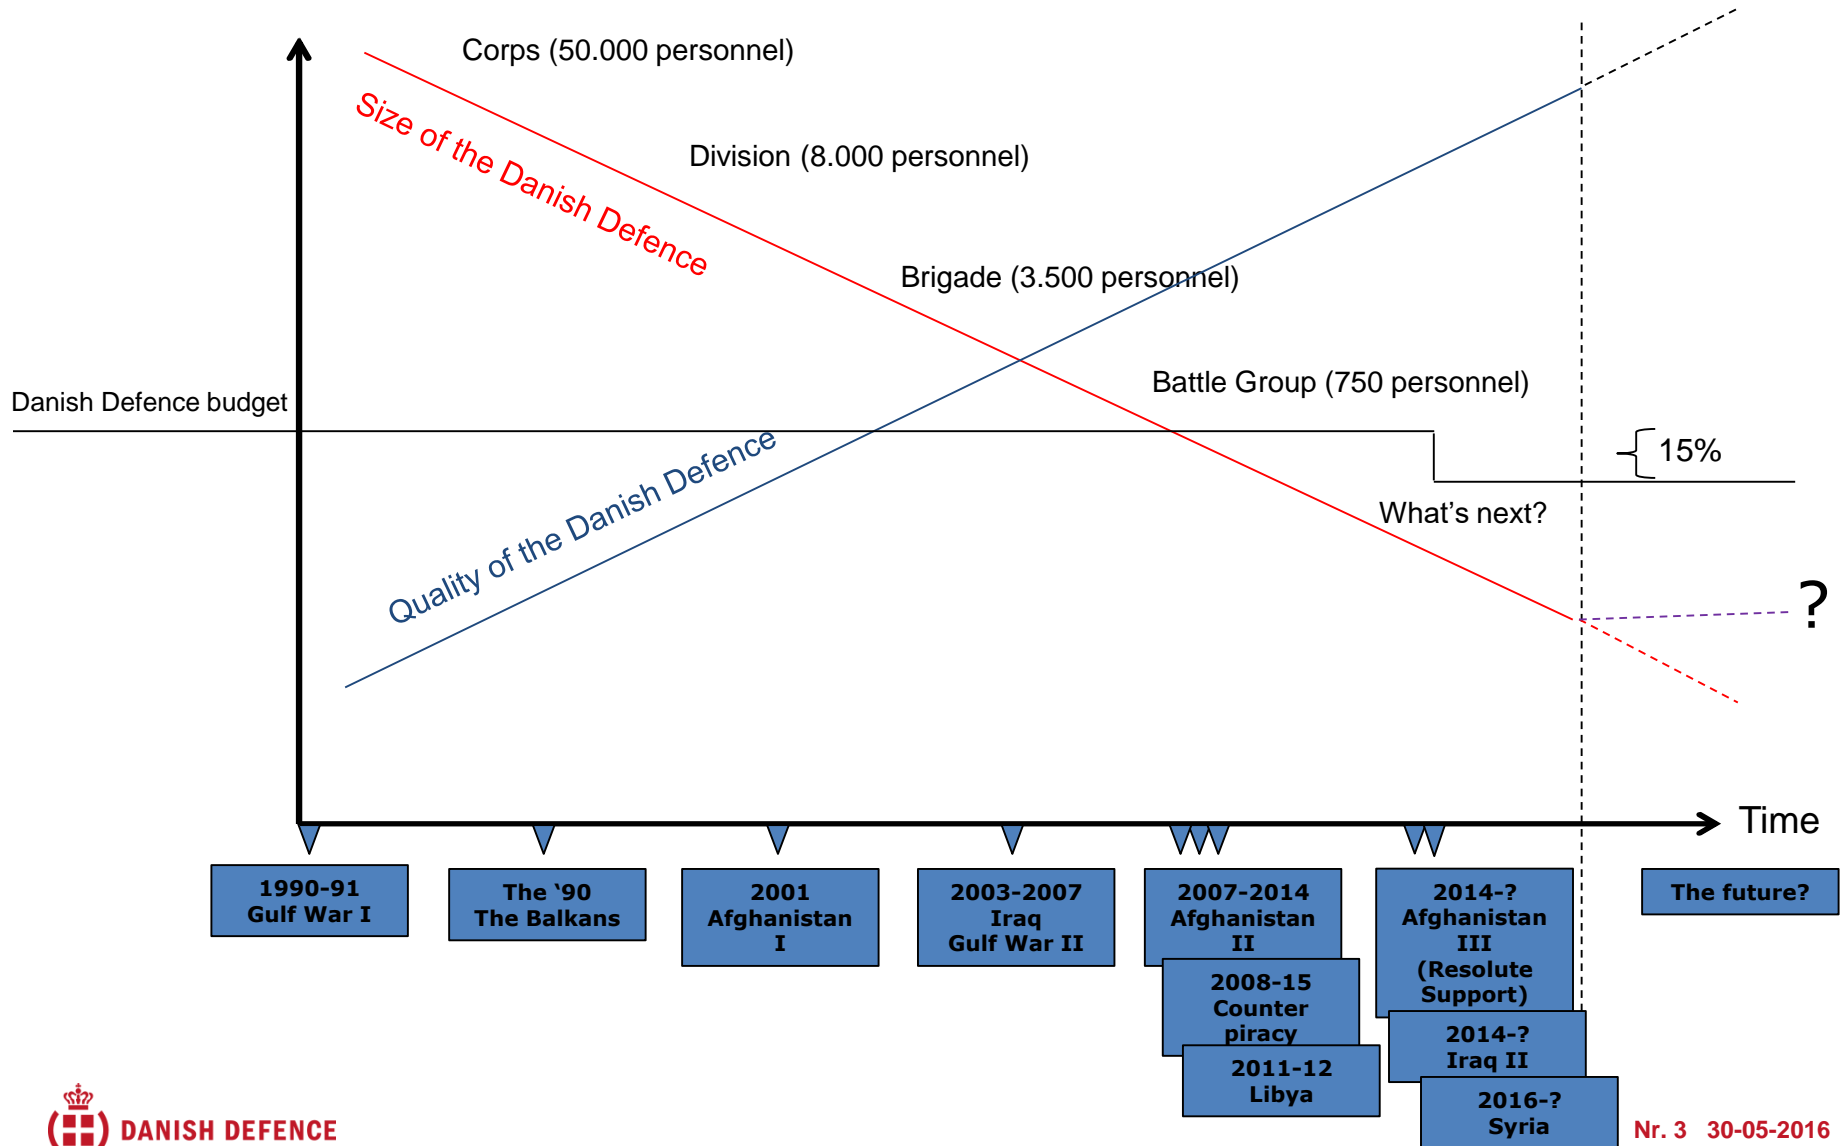 Corps (50.000 personnel)
Size of the Danish Defence
Division (8.000 personnel)
Brigade (3.500 personnel)
Battle Group (750 personnel)
Danish Defence budget
15%
Quality of the Danish Defence
What’s next?
?
Time
1990-91
Gulf War I
The ‘90
The Balkans
2001
Afghanistan
I
2003-2007
Iraq
Gulf War II
2007-2014
Afghanistan
II
2008-15
Counter
piracy
2011-12
Libya
2014-?
Afghanistan
III
(Resolute
Support)
2014-?
Iraq II
2016-?
Syria
The future?
DANISH DEFENCE
Nr. 3 30-05-2016